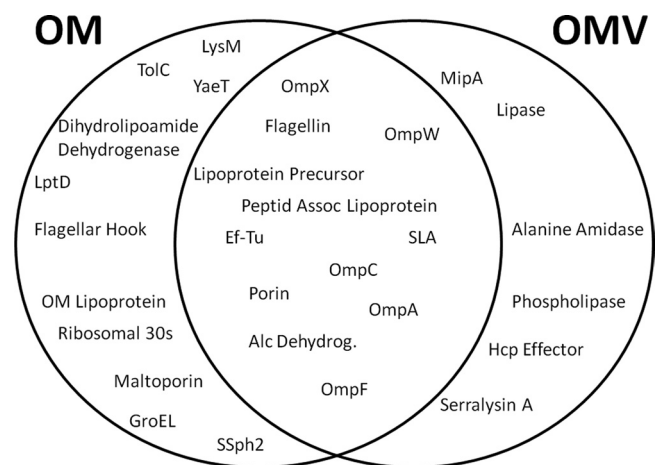 OM
OMV
LysM
TolC
YaeT
Dihydrolipoamide
Dehydrogenase
LptD
Flagellar Hook
OM Lipoprotein
Ribosomal 30s
Maltoporin
GroEL
SSph2
OmpX
Flagellin
OmpW
Lipoprotein Precursor
Peptid Assoc Lipoprotein
Ef-Tu
SLA
OmpC
Porin
OmpA
Alc Dehydrog.
OmpF
MipA
Lipase
Alanine Amidase
Phospholipase
Hcp Effector
Serralysin A